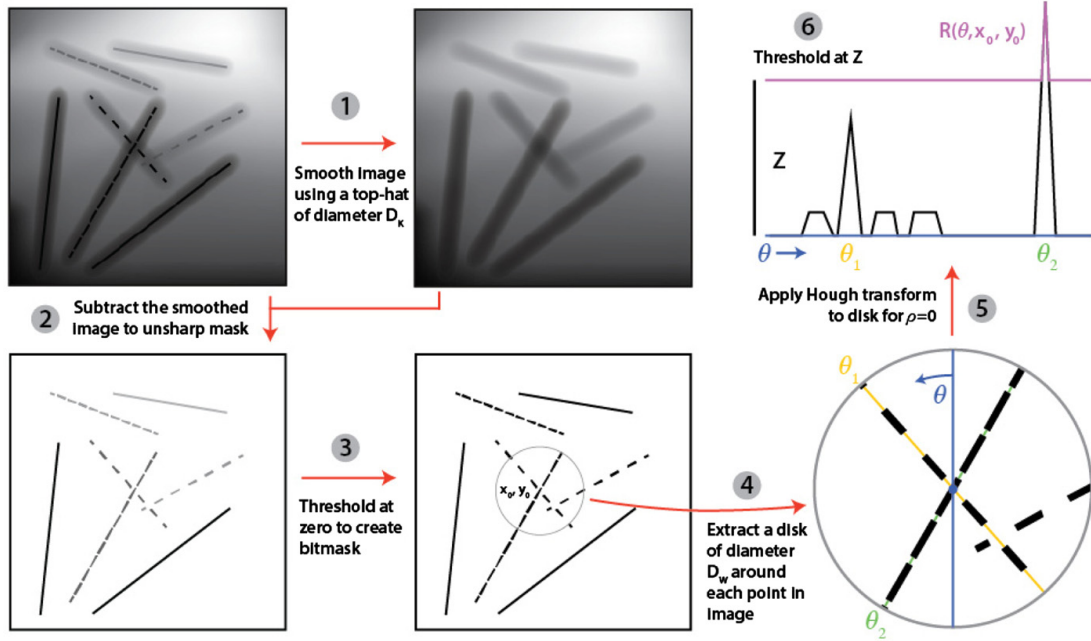 1
Smooth image
using a top-hat
of diameter D_K
2
Subtract the smoothed
image to unsharp mask
3
Threshold at
zero to create
bitmask
x₀, y₀
4
Extract a disk
of diameter
D_W around
each point in
image
θ₁
θ
θ₂
5
Apply Hough transform
to disk for ρ=0
6
Threshold at Z
R(θ,x₀, y₀)
Z
θ
θ₁
θ₂